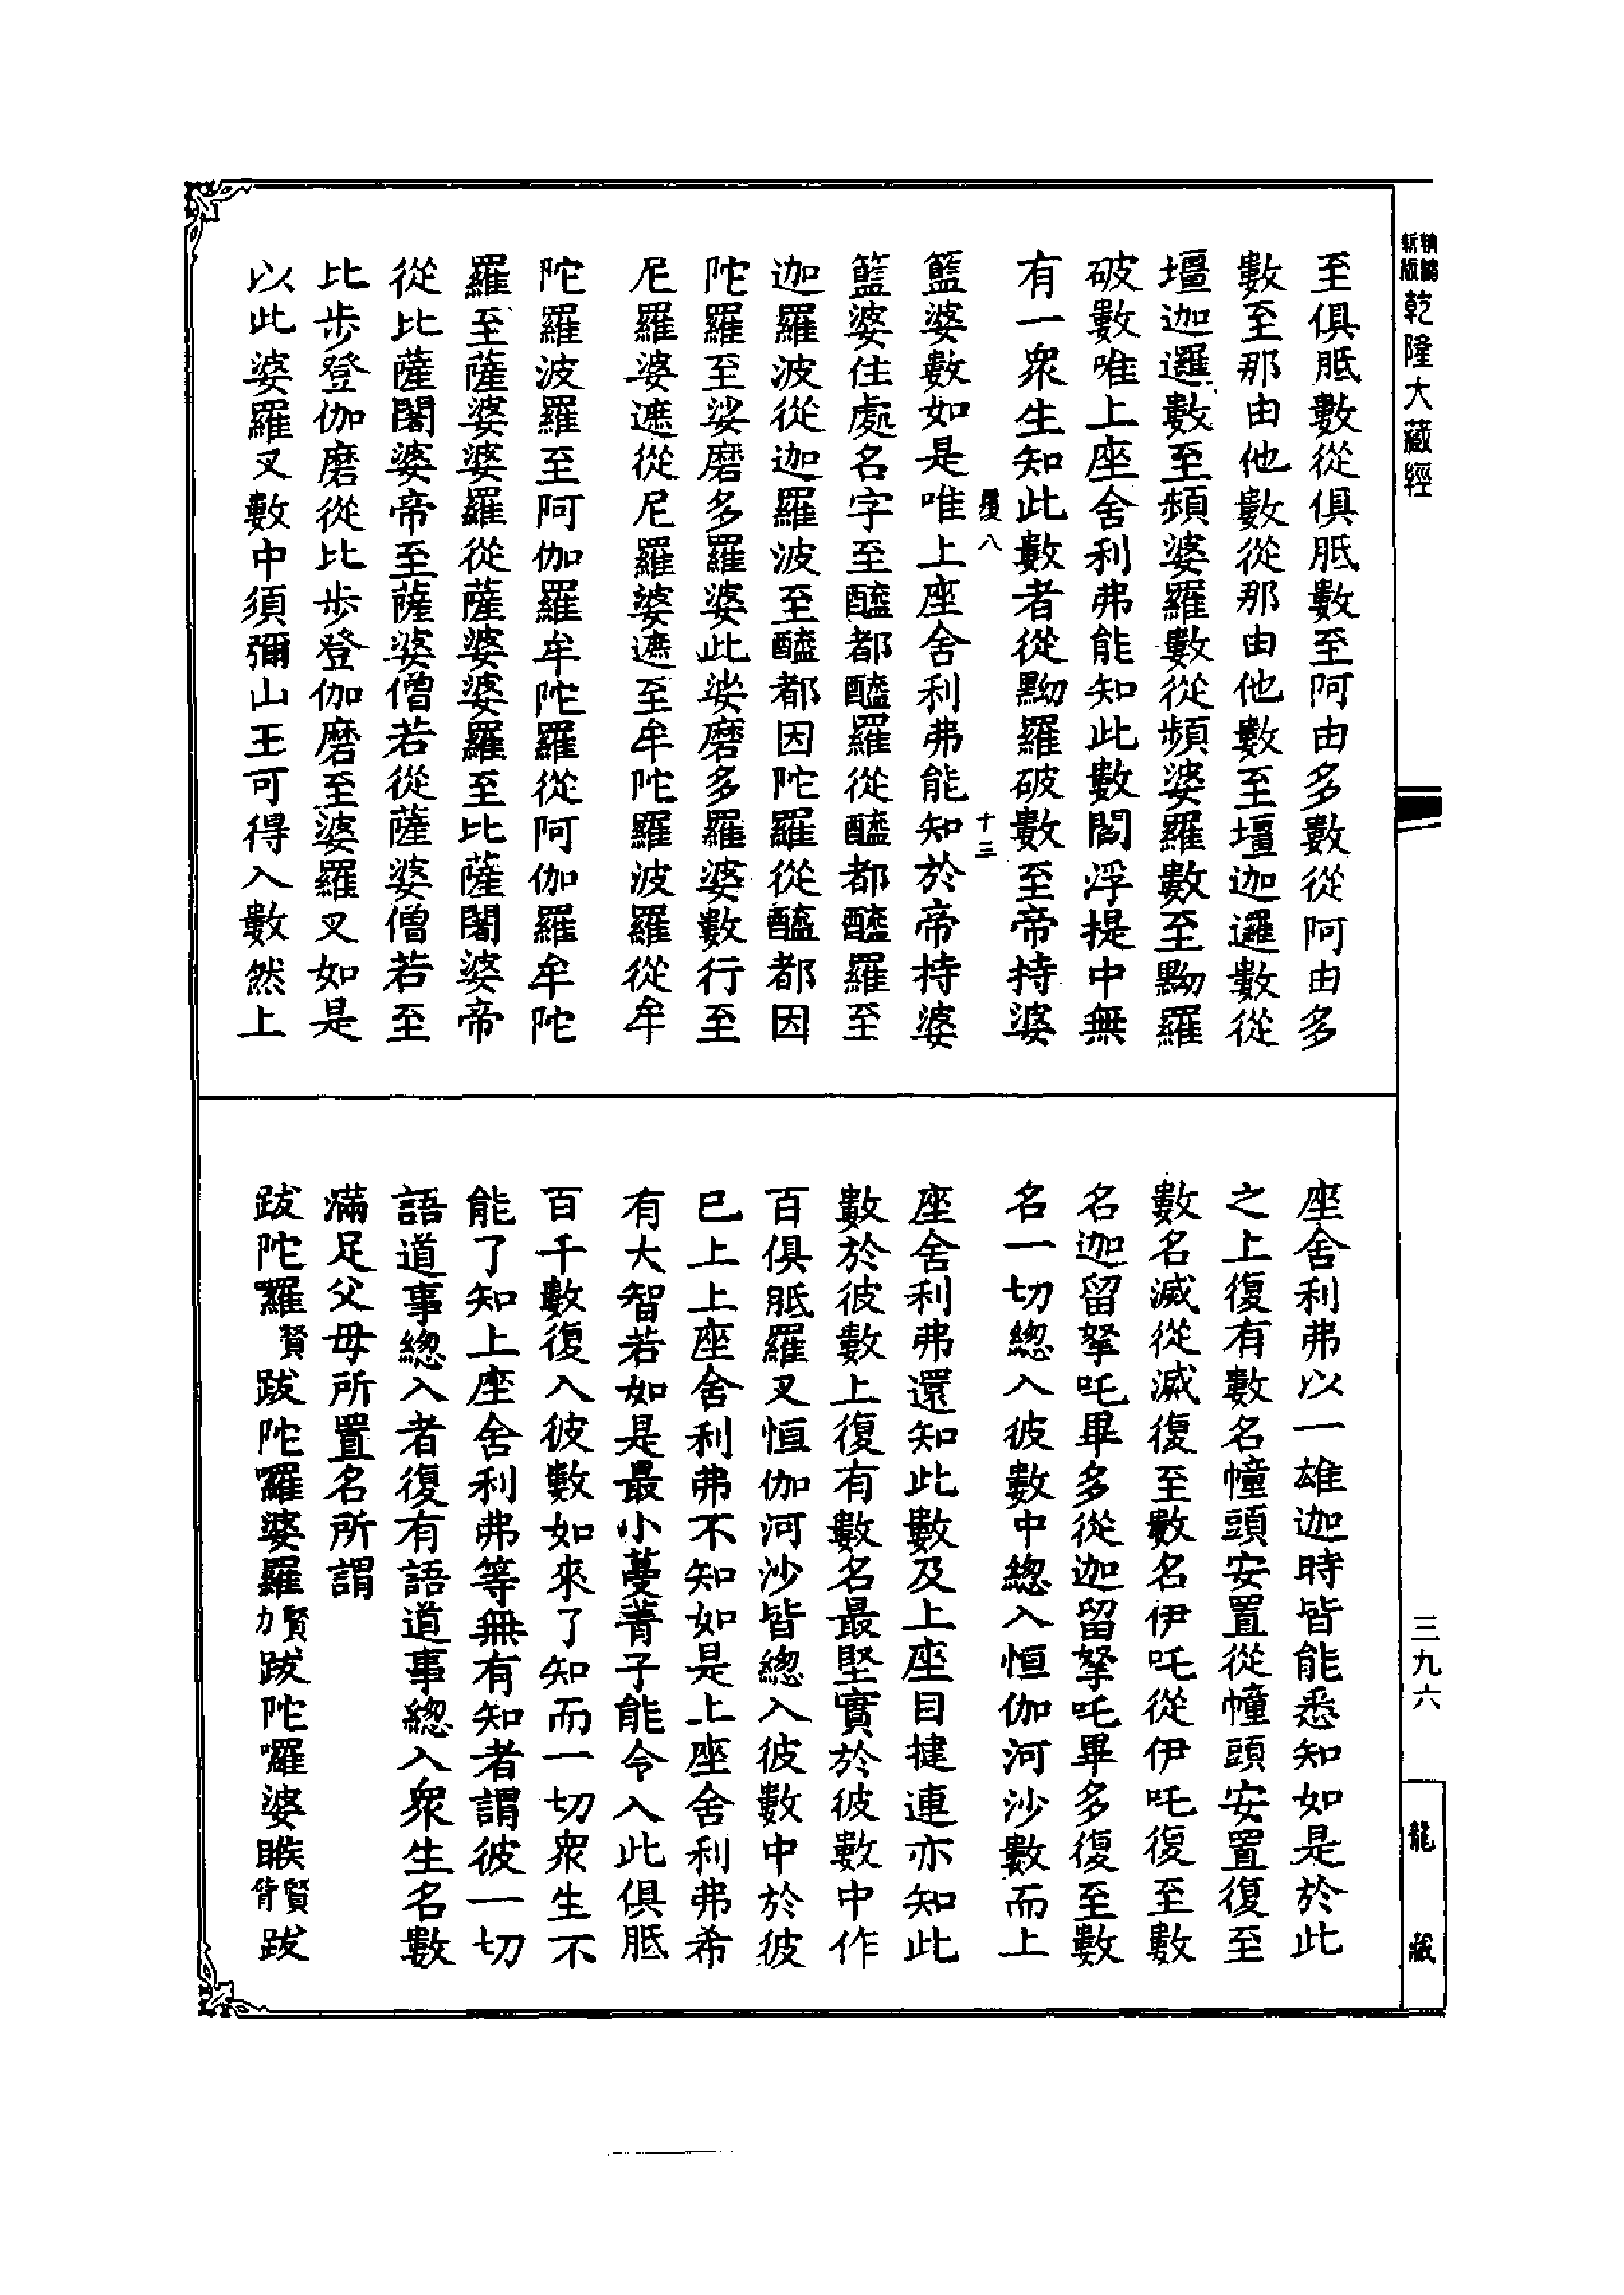 新版 乾隆大藏經
至俱胝數從俱胝數至阿由多數從阿由多
數至那由他數從那由他數至壇迦邏數從
壇迦邏數至頻婆羅數從頻婆羅數至黝羅
破數唯上座舍利弗能知此數閻浮提中無
有一衆生知此數者從黝羅破數至帝持婆
履八 十三
籃婆數如是唯上座舍利弗能知於帝持婆
籃婆住處名字至醯都醯羅從醯都醯羅至
迦羅波從迦羅波至醯都因陀羅從醯都因
陀羅至娑磨多羅婆此娑磨多羅婆數行至
尼羅婆遮從尼羅婆遮至牟陀羅波羅從牟
陀羅波羅至阿伽羅牟陀羅從阿伽羅牟陀
羅至薩婆婆羅從薩婆婆羅至比薩闍婆帝
從比薩闍婆帝至薩婆僧若從薩婆僧若至
比步登伽磨從比步登伽磨至婆羅叉如是
以此婆羅叉數中須彌山王可得入數然上
座舍利弗以一雄迦時皆能悉知如是於此
之上復有數名幢頭安置從幢頭安置復至
數名滅從滅復至數名伊吒從伊吒復至數
名迦留拏吒畢多從迦留拏吒畢多復至數
名一切緫入彼數中緫入恒伽河沙數而上
座舍利弗還知此數及上座目揵連亦知此
數於彼數上復有數名最堅實於彼數中作
百俱胝羅叉恒伽河沙皆緫入彼數中於彼
已上上座舍利弗不知如是上座舍利弗希
有大智若如是最小蔓菁子能令入此俱胝
百千數復入彼數如來了知而一切衆生不
能了知上座舍利弗等無有知者謂彼一切
語道事緫入者復有語道事緫入衆生名數
滿足父母所置名所謂
跋陀囉賢跋陀囉婆羅賢力跋陀囉婆睺賢臂跋
三九六
龍藏